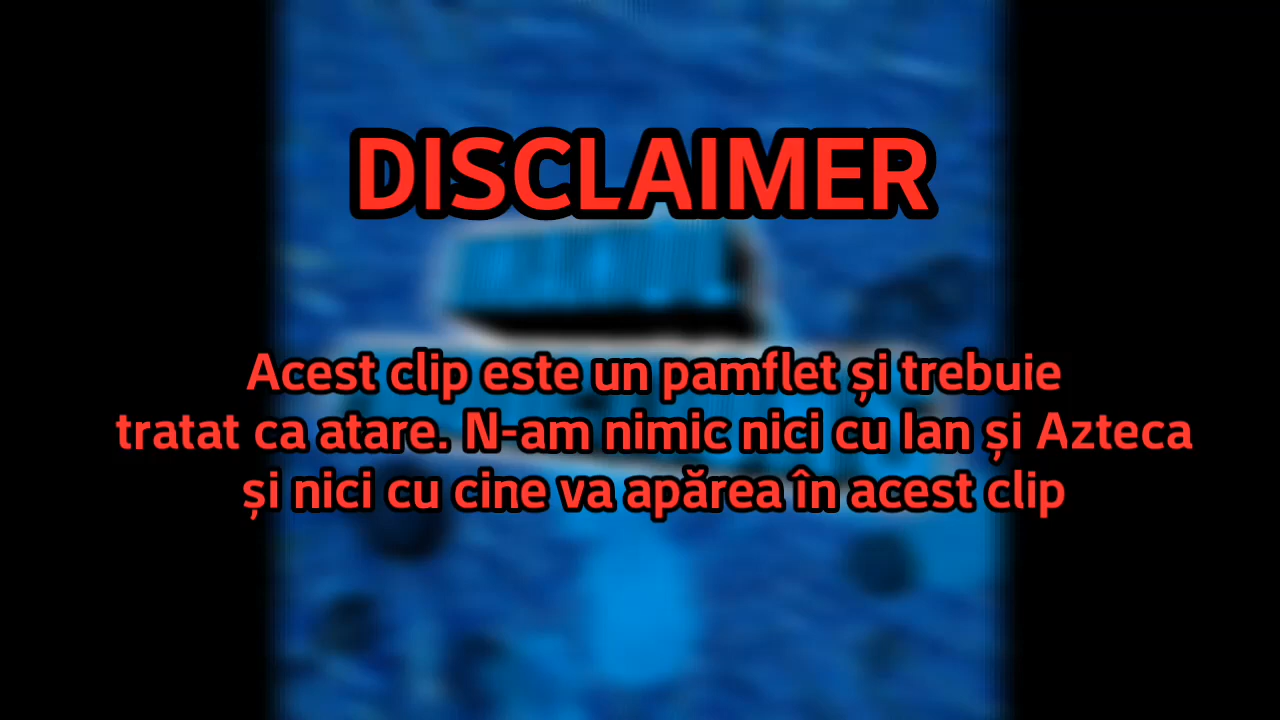 DISCLAIMER
Acest clip este un pamflet și trebuie
tratat ca atare. N-am nimic nici cu Ian și Azteca
și nici cu cine va apărea în acest clip